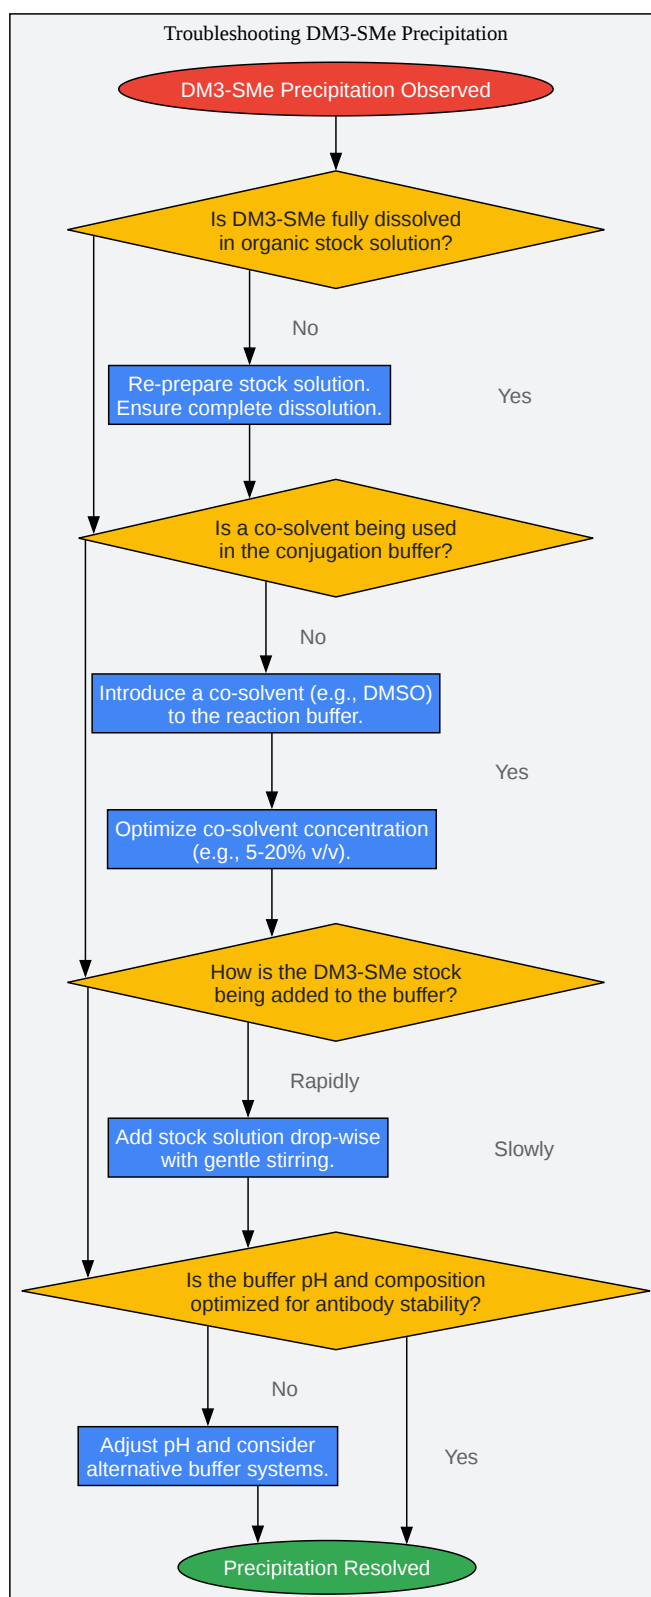 Troubleshooting DM3-SMe Precipitation
DM3-SMe Precipitation Observed
Is DM3-SMe fully dissolved
in organic stock solution?
No
Re-prepare stock solution.
Ensure complete dissolution.
Yes
Is a co-solvent being used
in the conjugation buffer?
No
Introduce a co-solvent (e.g., DMSO)
to the reaction buffer.
Yes
Optimize co-solvent concentration
(e.g., 5-20% v/v).
How is the DM3-SMe stock
being added to the buffer?
Rapidly
Add stock solution drop-wise
with gentle stirring.
Slowly
Is the buffer pH and composition
optimized for antibody stability?
No
Adjust pH and consider
alternative buffer systems.
Yes
Precipitation Resolved